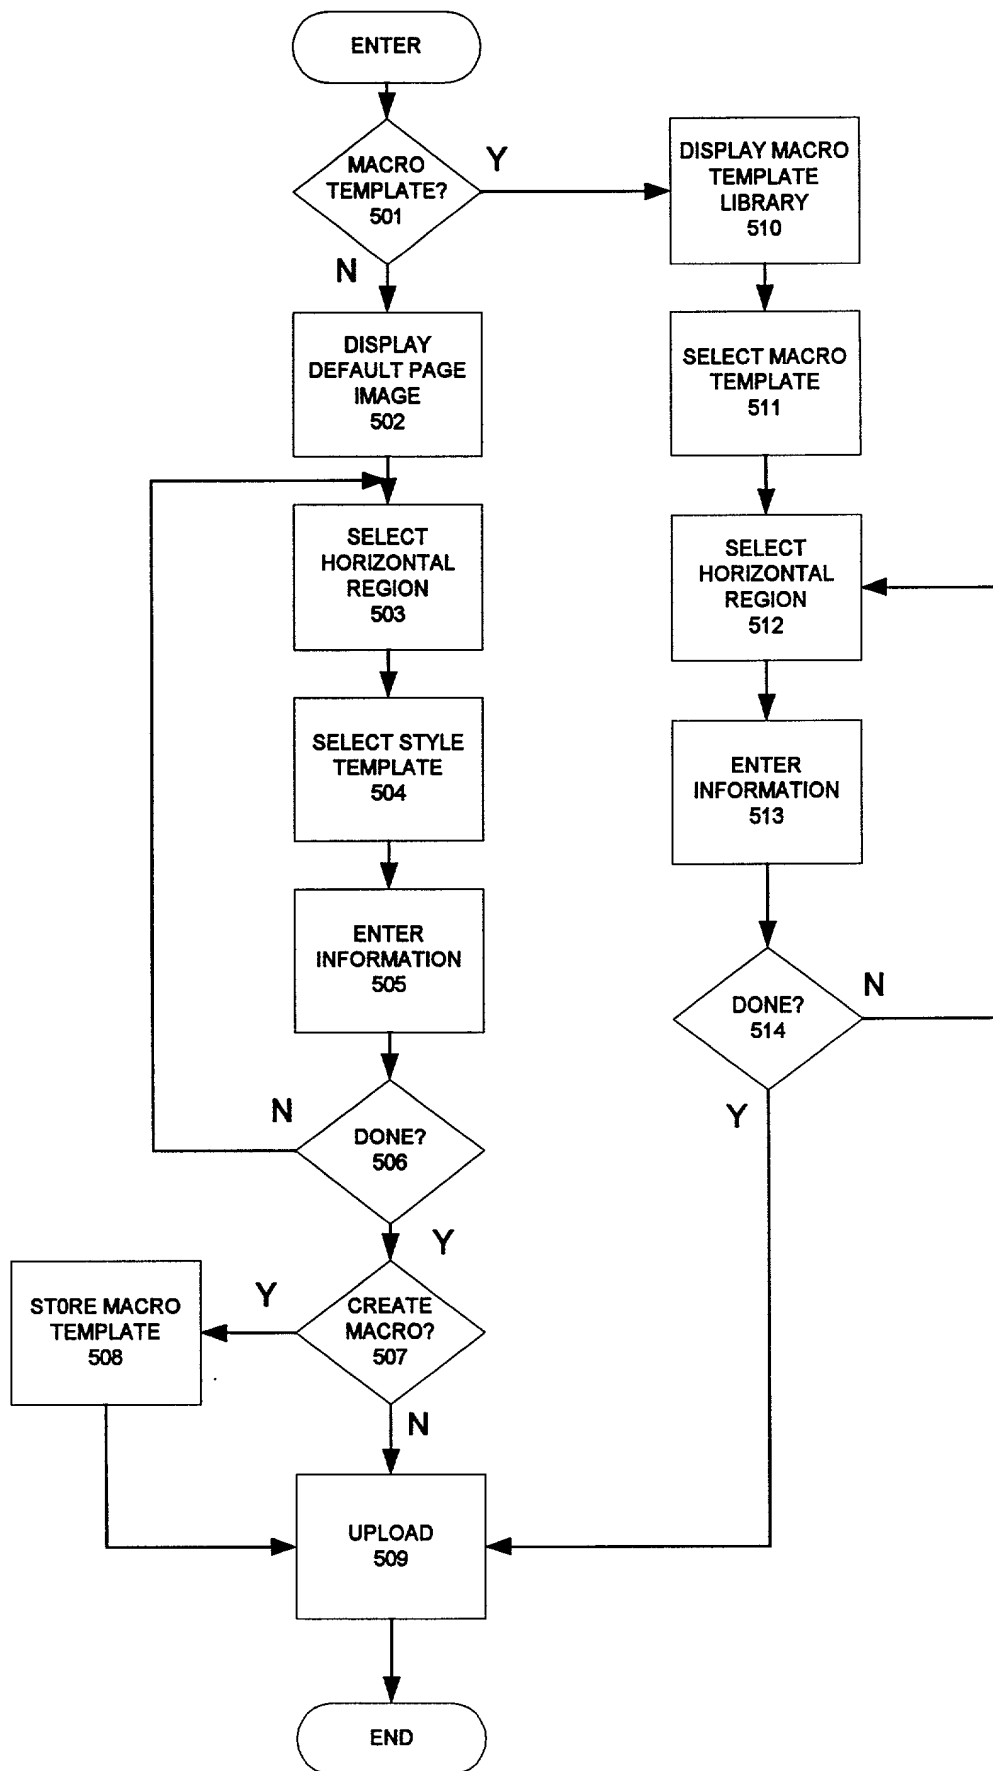 ENTER
MACRO
TEMPLATE?
501
Y
N
DISPLAY MACRO
TEMPLATE
LIBRARY
510
DISPLAY
DEFAULT PAGE
IMAGE
502
SELECT MACRO
TEMPLATE
511
SELECT
HORIZONTAL
REGION
503
SELECT
HORIZONTAL
REGION
512
SELECT STYLE
TEMPLATE
504
ENTER
INFORMATION
513
ENTER
INFORMATION
505
DONE?
514
N
Y
N
DONE?
506
Y
CREATE
MACRO?
507
Y
N
ST0RE MACRO
TEMPLATE
508
UPLOAD
509
END